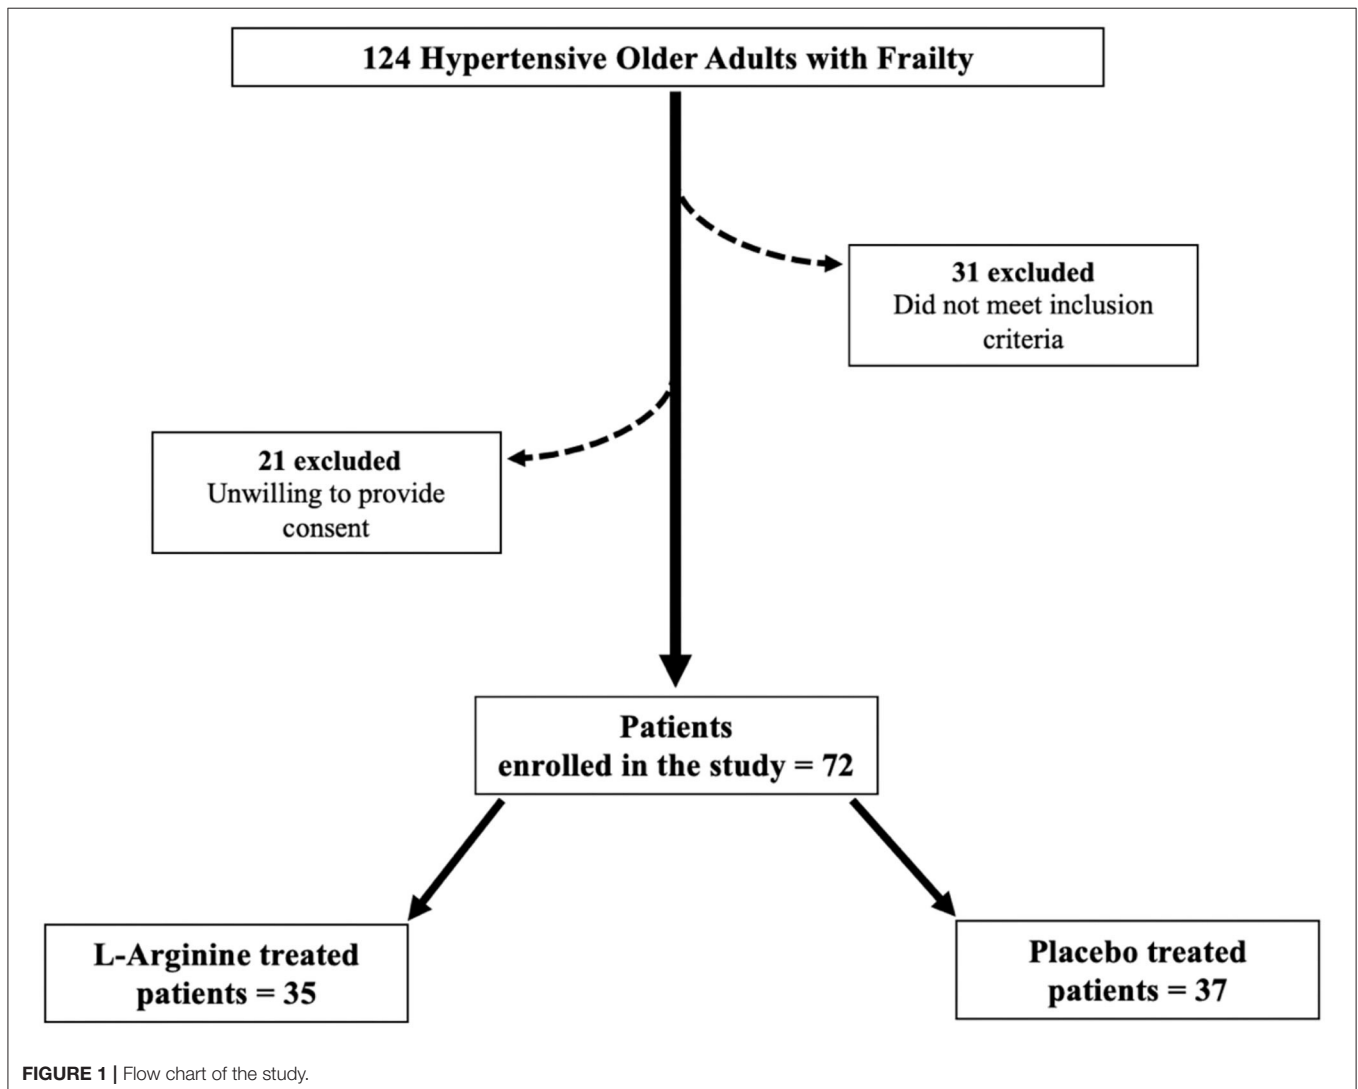 124 Hypertensive Older Adults with Frailty
31 excluded
Did not meet inclusion
criteria
21 excluded
Unwilling to provide
consent
Patients
enrolled in the study = 72
L-Arginine treated
patients = 35
Placebo treated
patients = 37
FIGURE 1 | Flow chart of the study.